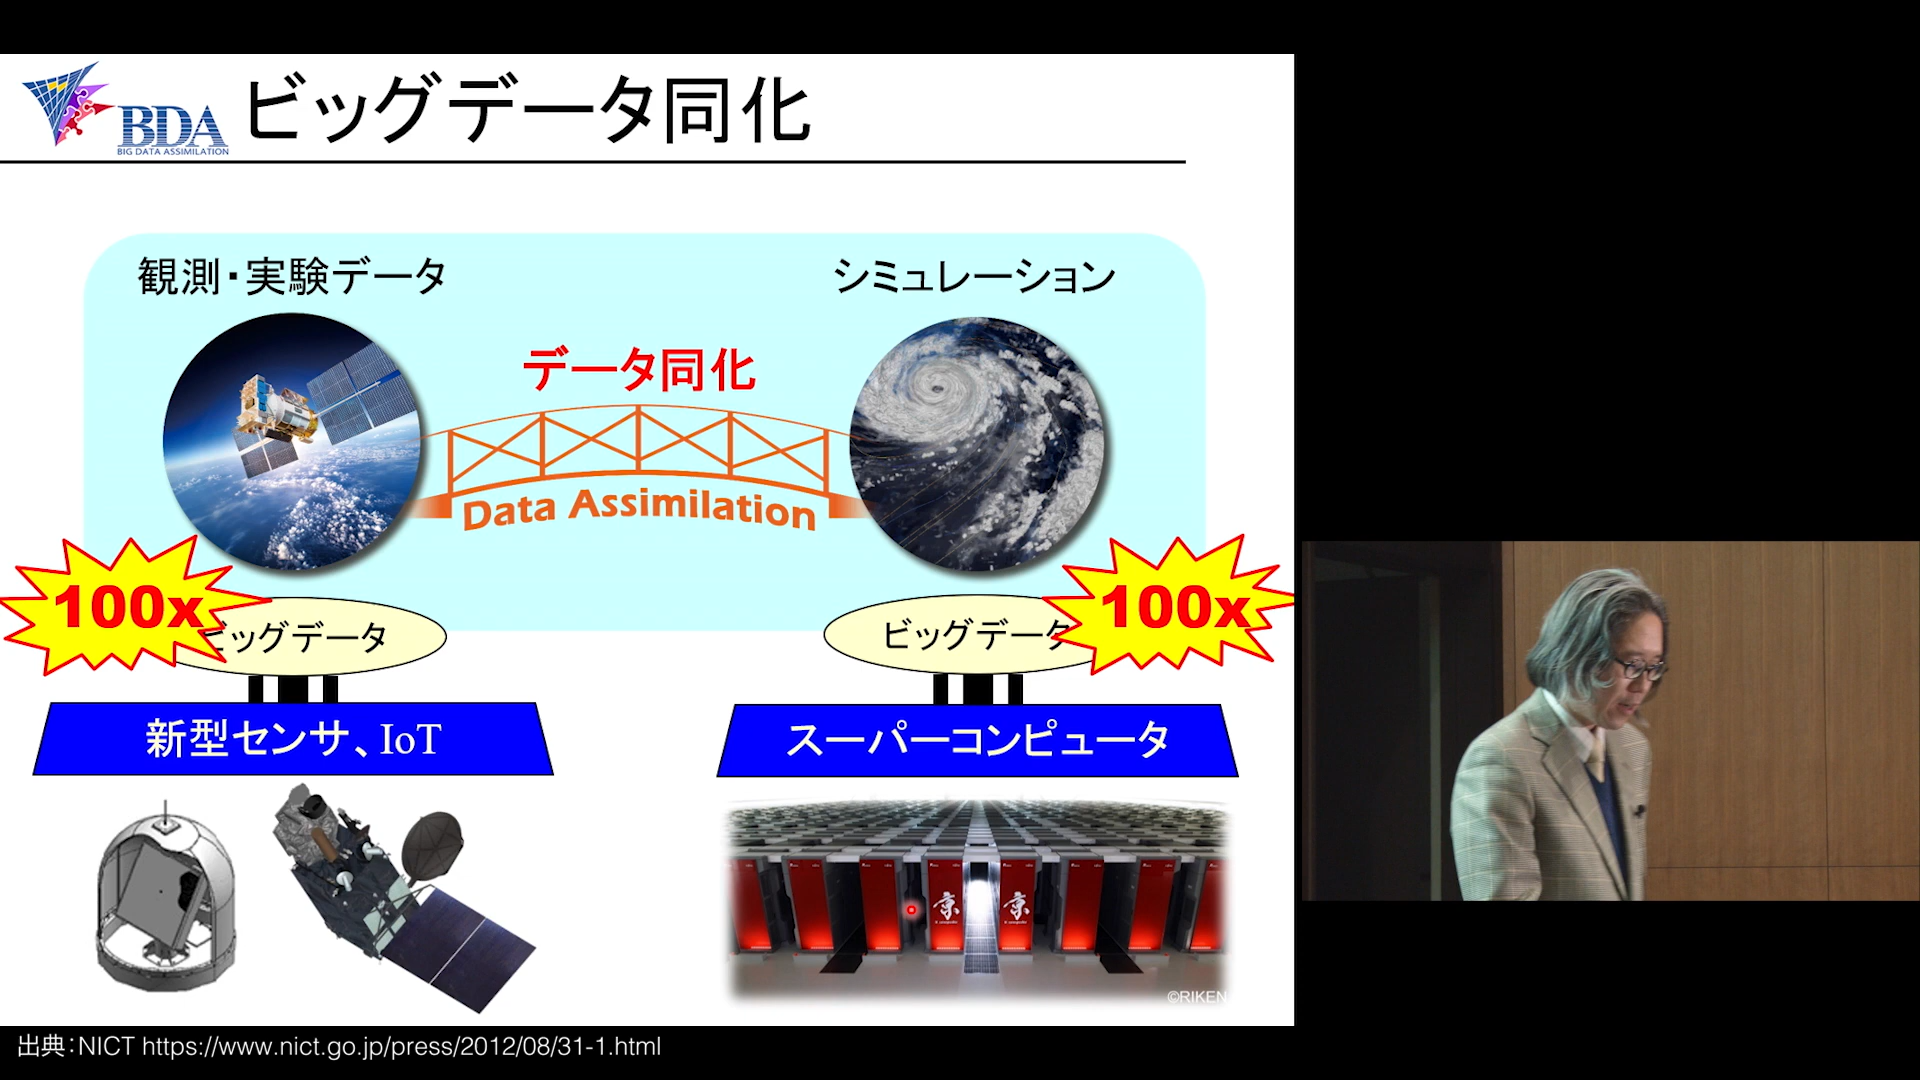 BDA
BIG DATA ASSIMILATION
ビッグデータ同化
観測・実験データ
シミュレーション
データ同化
Data Assimilation
100x
ビッグデータ
ビッグデータ
100x
新型センサ、IoT
スーパーコンピュータ
京
京
©RIKEN
出典：NICT https://www.nict.go.jp/press/2012/08/31-1.html